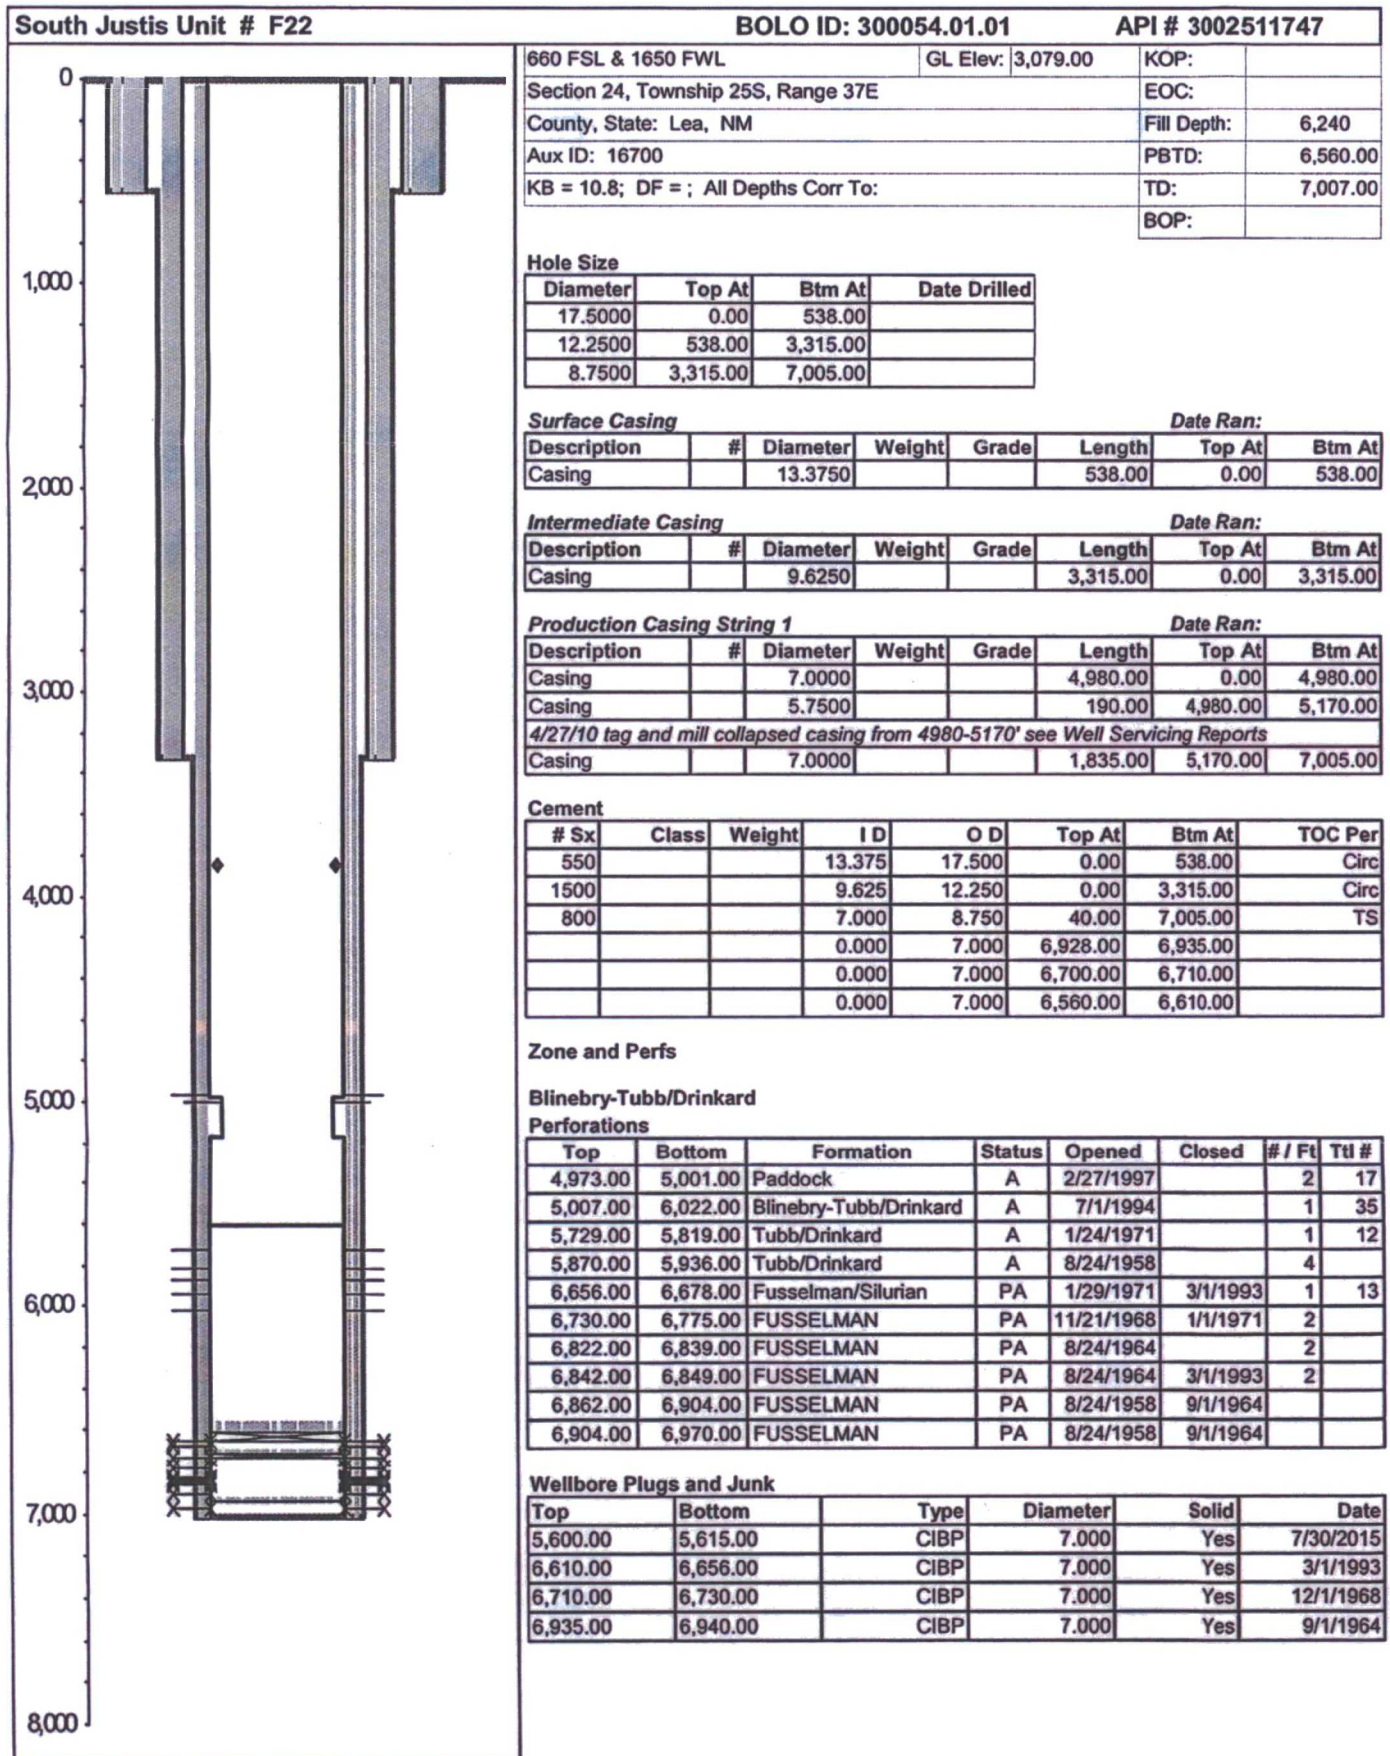 South Justis Unit # F22 BOLO ID: 300054.01.01 API # 3002511747
660 FSL & 1650 FWL GL Elev: 3,079.00 KOP:
Section 24, Township 25S, Range 37E EOC:
County, State: Lea, NM Fill Depth: 6,240
Aux ID: 16700 PBTD: 6,560.00
KB = 10.8; DF = ; All Depths Corr To: TD: 7,007.00
BOP:
0
1,000
2,000
3,000
4,000
5,000
6,000
7,000
8,000
Hole Size
Diameter Top At Btm At Date Drilled
17.5000 0.00 538.00
12.2500 538.00 3,315.00
8.7500 3,315.00 7,005.00
Surface Casing Date Ran:
Description # Diameter Weight Grade Length Top At Btm At
Casing 13.3750 538.00 0.00 538.00
Intermediate Casing Date Ran:
Description # Diameter Weight Grade Length Top At Btm At
Casing 9.6250 3,315.00 0.00 3,315.00
Production Casing String 1 Date Ran:
Description # Diameter Weight Grade Length Top At Btm At
Casing 7.0000 4,980.00 0.00 4,980.00
Casing 5.7500 190.00 4,980.00 5,170.00
4/27/10 tag and mill collapsed casing from 4980-5170' see Well Servicing Reports
Casing 7.0000 1,835.00 5,170.00 7,005.00
Cement
# Sx Class Weight I D O D Top At Btm At TOC Per
550 13.375 17.500 0.00 538.00 Circ
1500 9.625 12.250 0.00 3,315.00 Circ
800 7.000 8.750 40.00 7,005.00 TS
0.000 7.000 6,928.00 6,935.00
0.000 7.000 6,700.00 6,710.00
0.000 7.000 6,560.00 6,610.00
Zone and Perfs
Blinebry-Tubb/Drinkard
Perforations
Top Bottom Formation Status Opened Closed # / Ft Ttl #
4,973.00 5,001.00 Paddock A 2/27/1997 2 17
5,007.00 6,022.00 Blinebry-Tubb/Drinkard A 7/1/1994 1 35
5,729.00 5,819.00 Tubb/Drinkard A 1/24/1971 1 12
5,870.00 5,936.00 Tubb/Drinkard A 8/24/1958 4
6,656.00 6,678.00 Fusselman/Silurian PA 1/29/1971 3/1/1993 1 13
6,730.00 6,775.00 FUSSELMAN PA 11/21/1968 1/1/1971 2
6,822.00 6,839.00 FUSSELMAN PA 8/24/1964 2
6,842.00 6,849.00 FUSSELMAN PA 8/24/1964 3/1/1993 2
6,862.00 6,904.00 FUSSELMAN PA 8/24/1958 9/1/1964
6,904.00 6,970.00 FUSSELMAN PA 8/24/1958 9/1/1964
Wellbore Plugs and Junk
Top Bottom Type Diameter Solid Date
5,600.00 5,615.00 CIBP 7.000 Yes 7/30/2015
6,610.00 6,656.00 CIBP 7.000 Yes 3/1/1993
6,710.00 6,730.00 CIBP 7.000 Yes 12/1/1968
6,935.00 6,940.00 CIBP 7.000 Yes 9/1/1964